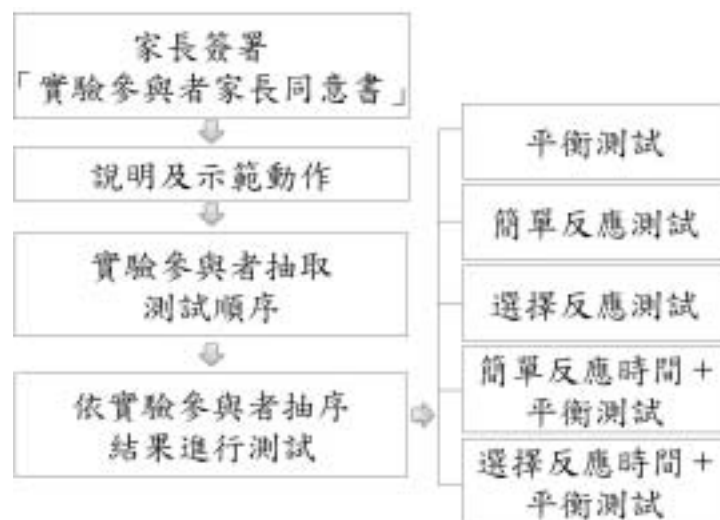 家長簽署
「實驗參與者家長同意書」
說明及示範動作
實驗參與者抽取
測試順序
依實驗參與者抽序
結果進行測試
平衡測試
簡單反應測試
選擇反應測試
簡單反應時間+
平衡測試
選擇反應時間+
平衡測試